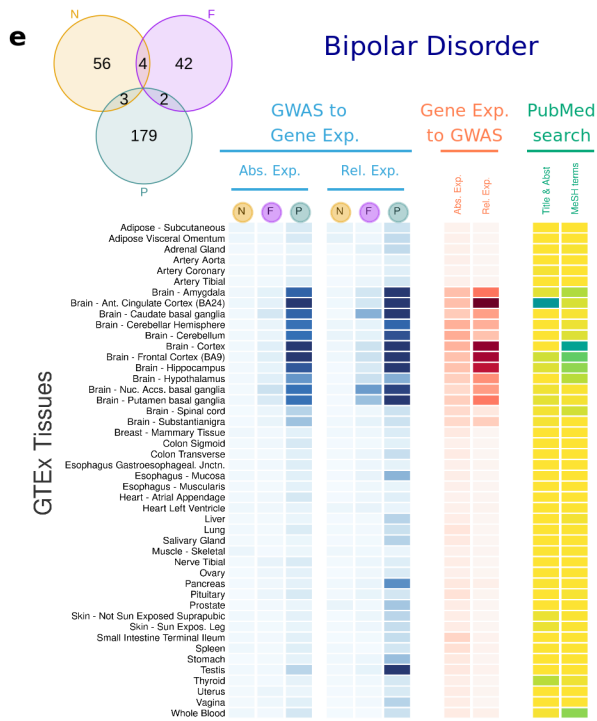 e
N
F
56
4
42
3
2
179
P
Bipolar Disorder
GWAS to
Gene Exp.
Gene Exp.
to GWAS
PubMed
search
Abs. Exp.
Rel. Exp.
Abs. Exp.
Rel. Exp.
Title & Abst
MeSH terms
N
F
P
N
F
P
GTEx Tissues
Adipose - Subcutaneous
Adipose Visceral Omentum
Adrenal Gland
Artery Aorta
Artery Coronary
Artery Tibial
Brain - Amygdala
Brain - Ant. Cingulate Cortex (BA24)
Brain - Caudate basal ganglia
Brain - Cerebellar Hemisphere
Brain - Cerebellum
Brain - Cortex
Brain - Frontal Cortex (BA9)
Brain - Hippocampus
Brain - Hypothalamus
Brain - Nuc. Accs. basal ganglia
Brain - Putamen basal ganglia
Brain - Spinal cord
Brain - Substantianigra
Breast - Mammary Tissue
Colon Sigmoid
Colon Transverse
Esophagus Gastroesophageal. Jnctn.
Esophagus - Mucosa
Esophagus - Muscularis
Heart - Atrial Appendage
Heart Left Ventricle
Liver
Lung
Salivary Gland
Muscle - Skeletal
Nerve Tibial
Ovary
Pancreas
Pituitary
Prostate
Skin - Not Sun Exposed Suprapubic
Skin - Sun Expos. Leg
Small Intestine Terminal Ileum
Spleen
Stomach
Testis
Thyroid
Uterus
Vagina
Whole Blood